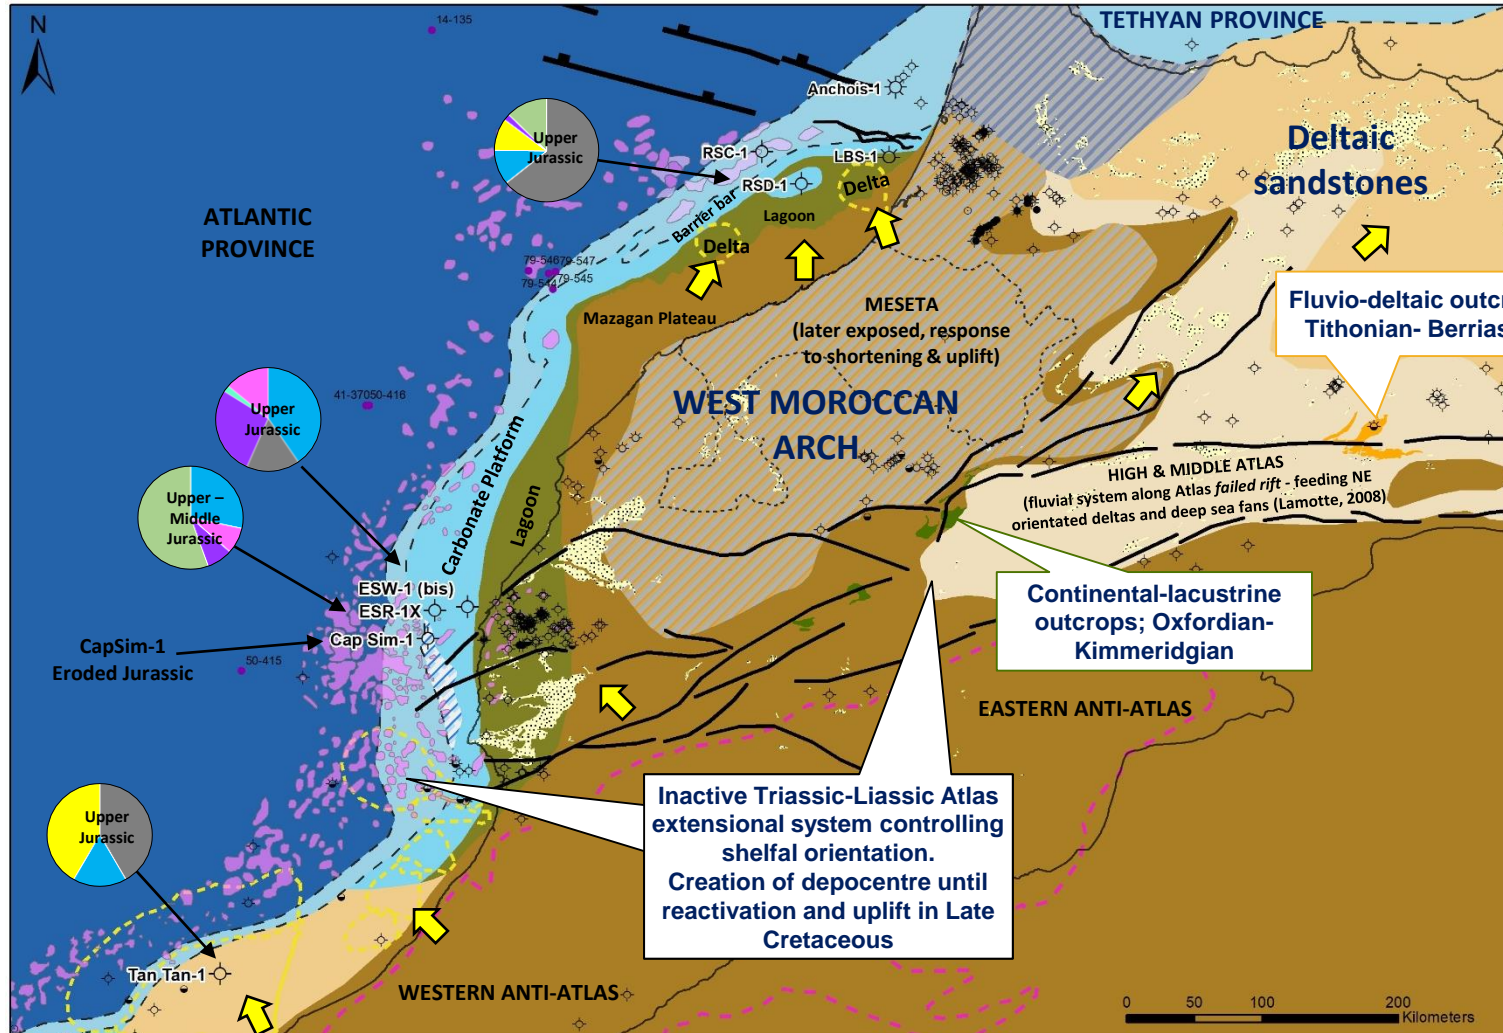 N
14-135
TETHYAN PROVINCE
Anchois-1
Upper
Jurassic
RSC-1
LBS-1
RSD-1
Delta
Deltaic
sandstones
ATLANTIC
PROVINCE
Barrier bar
Lagoon
Delta
79-546
79-547
79-544
79-545
Mazagan Plateau
MESETA
(later exposed, response
to shortening & uplift)
Fluvio-deltaic outc
Tithonian- Berrias
41-370
50-416
Upper
Jurassic
WEST MOROCCAN
ARCH
Carbonate Platform
Lagoon
HIGH & MIDDLE ATLAS
(fluvial system along Atlas failed rift - feeding NE
orientated deltas and deep sea fans (Lamotte, 2008)
Upper –
Middle
Jurassic
ESW-1 (bis)
ESR-1X
Cap Sim-1
CapSim-1
Eroded Jurassic
50-415
Continental-lacustrine
outcrops; Oxfordian-
Kimmeridgian
EASTERN ANTI-ATLAS
Inactive Triassic-Liassic Atlas
extensional system controlling
shelfal orientation.
Creation of depocentre until
reactivation and uplift in Late
Cretaceous
Upper
Jurassic
Tan Tan-1
WESTERN ANTI-ATLAS
0 50 100 200
Kilometers